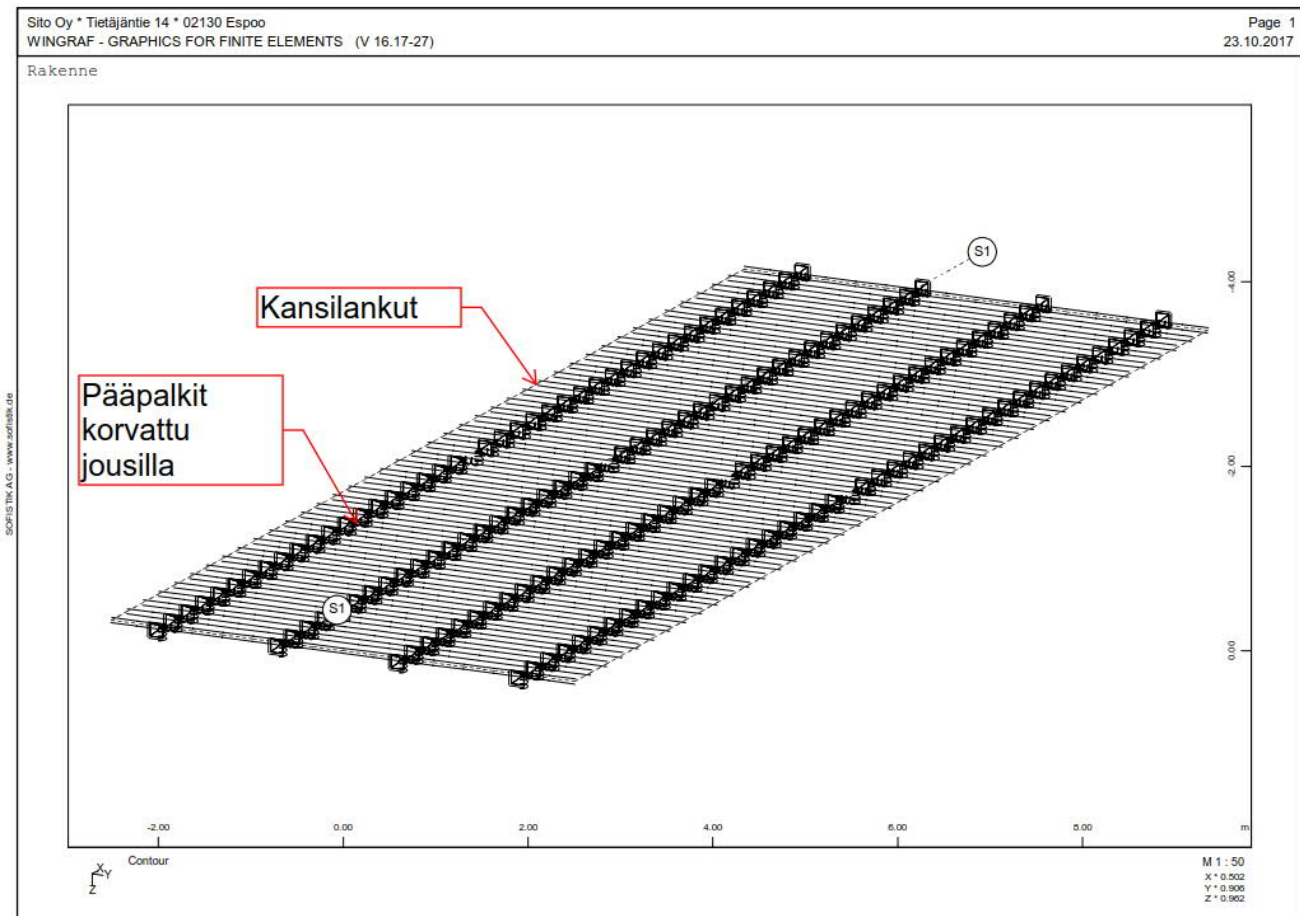 Sito Oy * Tietäjäntie 14 * 02130 Espoo
Page 1
WINGRAF - GRAPHICS FOR FINITE ELEMENTS (V 16.17-27)
23.10.2017
Rakenne
S1
Kansilankut
-4.00
Pääpalkit
korvattu
jousilla
SOFISTIK AG - www.sofistik.de
-2.00
S1
0.00
-2.00
0.00
2.00
4.00
6.00
8.00
m
Contour
X
Y
Z
M 1 : 50
X * 0.502
Y * 0.906
Z * 0.962